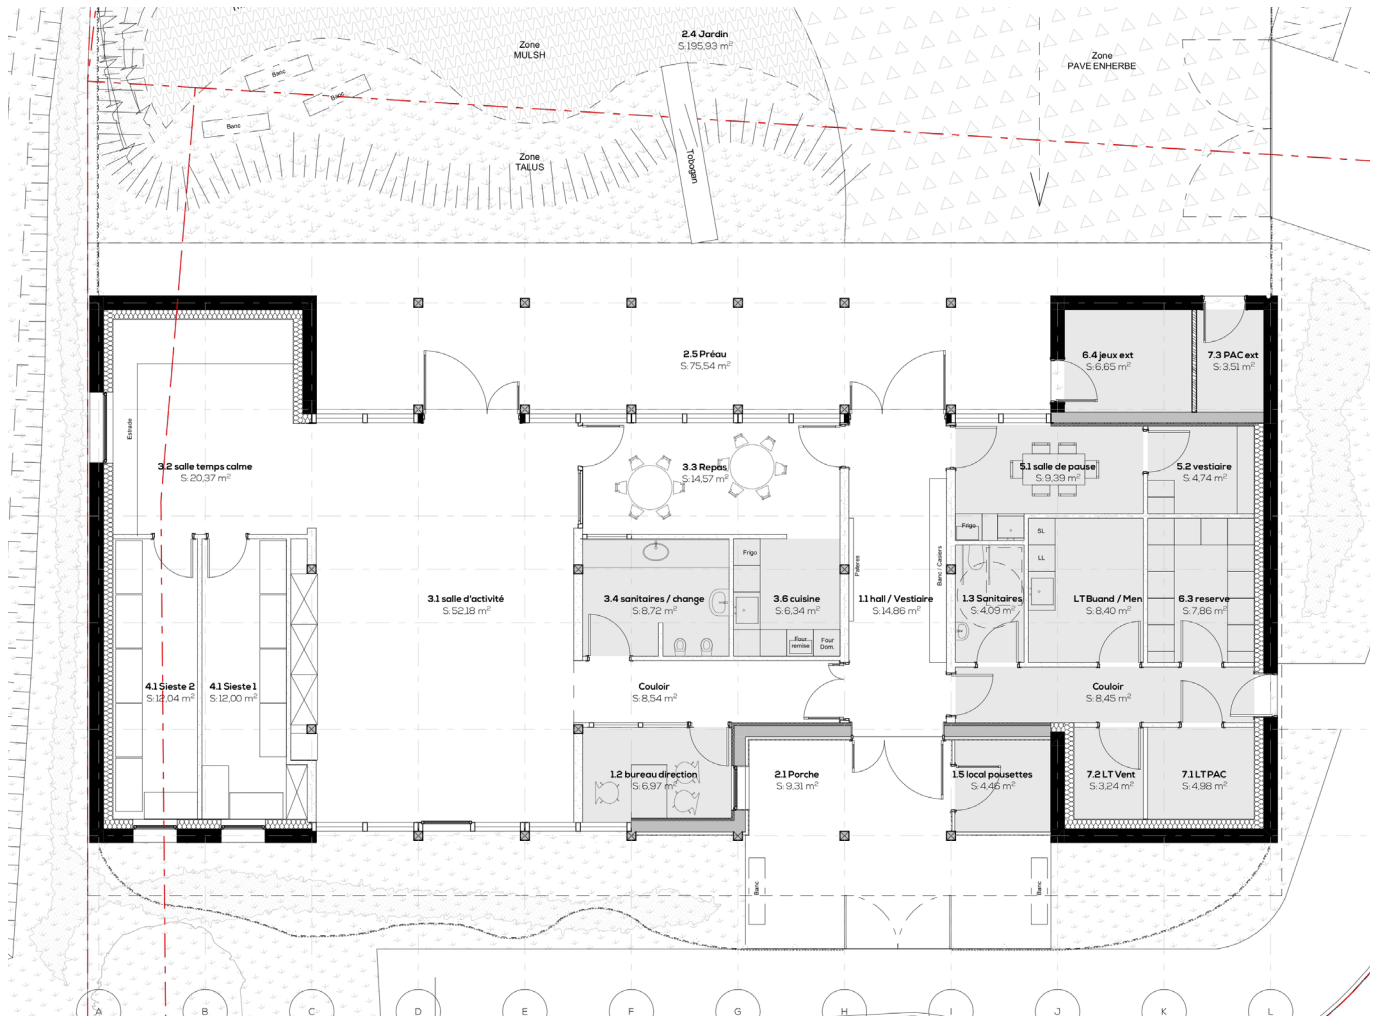 2.4 Jardin
S:195,93 m²
Zone
MULSH
Zone
PAVE ENHERBE
Banc
Banc
Banc
Zone
TALUS
Tobogan
2.5 Préau
S:75,54 m²
6.4 jeux ext
S:6,65 m²
7.3 PAC ext
S:3,51 m²
Estrade
3.2 salle temps calme
S:20,37 m²
3.3 Repas
S:14,57 m²
5.1 salle de pause
S:9,39 m²
5.2 vestiaire
S:4,74 m²
Frigo
SL
LL
Frigo
Pateres
Banc / Casiers
3.1 salle d'activité
S:52,18 m²
3.4 sanitaires / change
S:8,72 m²
3.6 cuisine
S:6,34 m²
Four
remise
Four
Dom.
1.1 hall / Vestiaire
S:14,86 m²
1.3 Sanitaires
S:4,09 m²
LT Buand / Men
S:8,40 m²
6.3 reserve
S:7,86 m²
4.1 Sieste 2
S:12,04 m²
4.1 Sieste 1
S:12,00 m²
Couloir
S:8,54 m²
Couloir
S:8,45 m²
1.2 bureau direction
S:6,97 m²
2.1 Porche
S:9,31 m²
1.5 local pousettes
S:4,46 m²
7.2 LT Vent
S:3,24 m²
7.1 LT PAC
S:4,98 m²
Banc
Banc
A
B
C
D
E
F
G
H
I
J
K
L